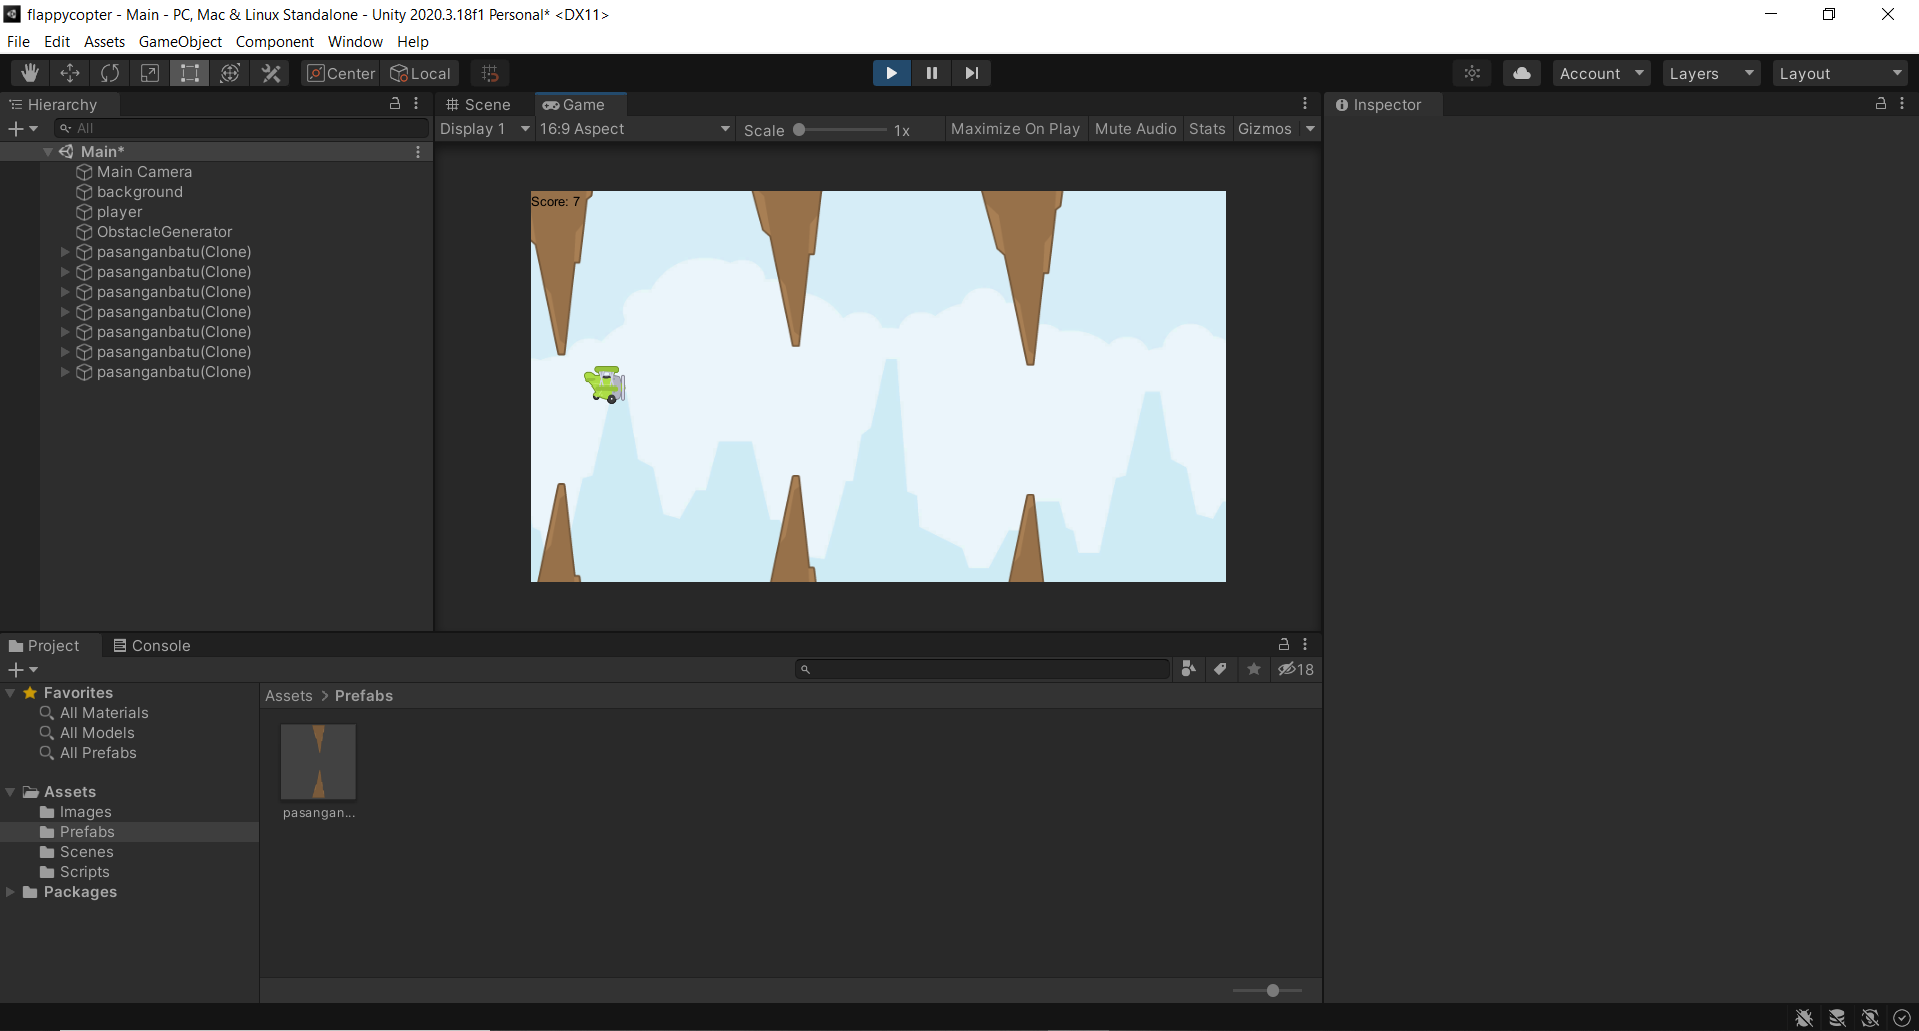 flappycopter - Main - PC, Mac & Linux Standalone - Unity 2020.3.18f1 Personal* <DX11>
File Edit Assets GameObject Component Window Help
Center Local Account Layers Layout
Hierarchy
All
Main*
Main Camera
background
player
ObstacleGenerator
pasanganbatu(Clone)
pasanganbatu(Clone)
pasanganbatu(Clone)
pasanganbatu(Clone)
pasanganbatu(Clone)
pasanganbatu(Clone)
pasanganbatu(Clone)
Scene Game
Display 1 16:9 Aspect Scale 1x Maximize On Play Mute Audio Stats Gizmos
Score: 7
Inspector
Project Console
18
Favorites
All Materials
All Models
All Prefabs
Assets
Images
Prefabs
Scenes
Scripts
Packages
Assets > Prefabs
pasangan...